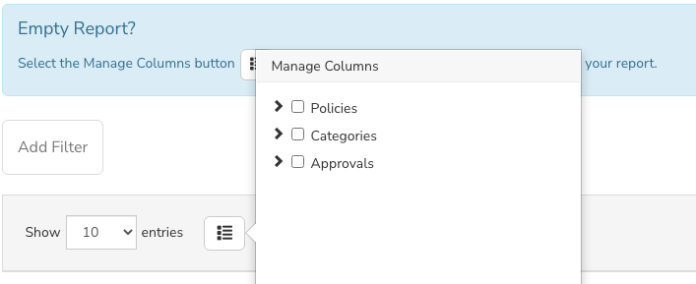 Empty Report?
Select the Manage Columns button
your report.
Manage Columns
Policies
Categories
Approvals
Add Filter
Show 10 entries